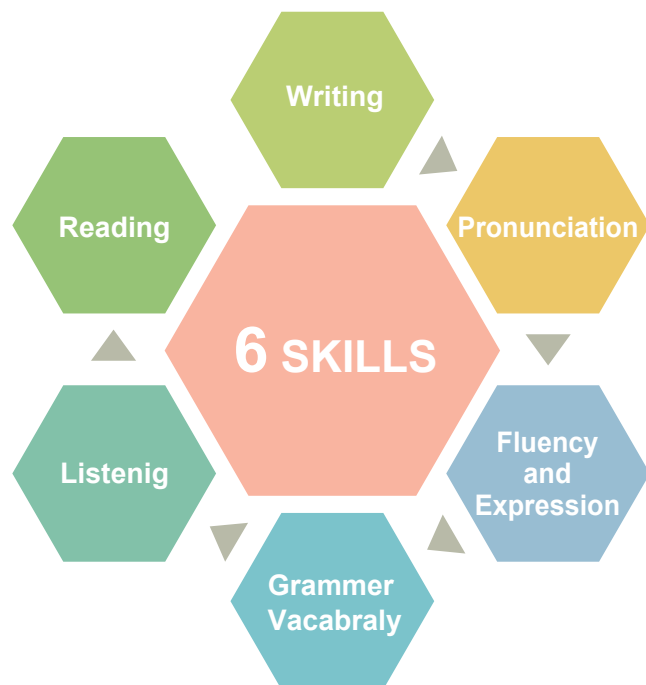 Writing
Reading
Pronunciation
6 SKILLS
Listenig
Fluency
and
Expression
Grammer
Vacabraly